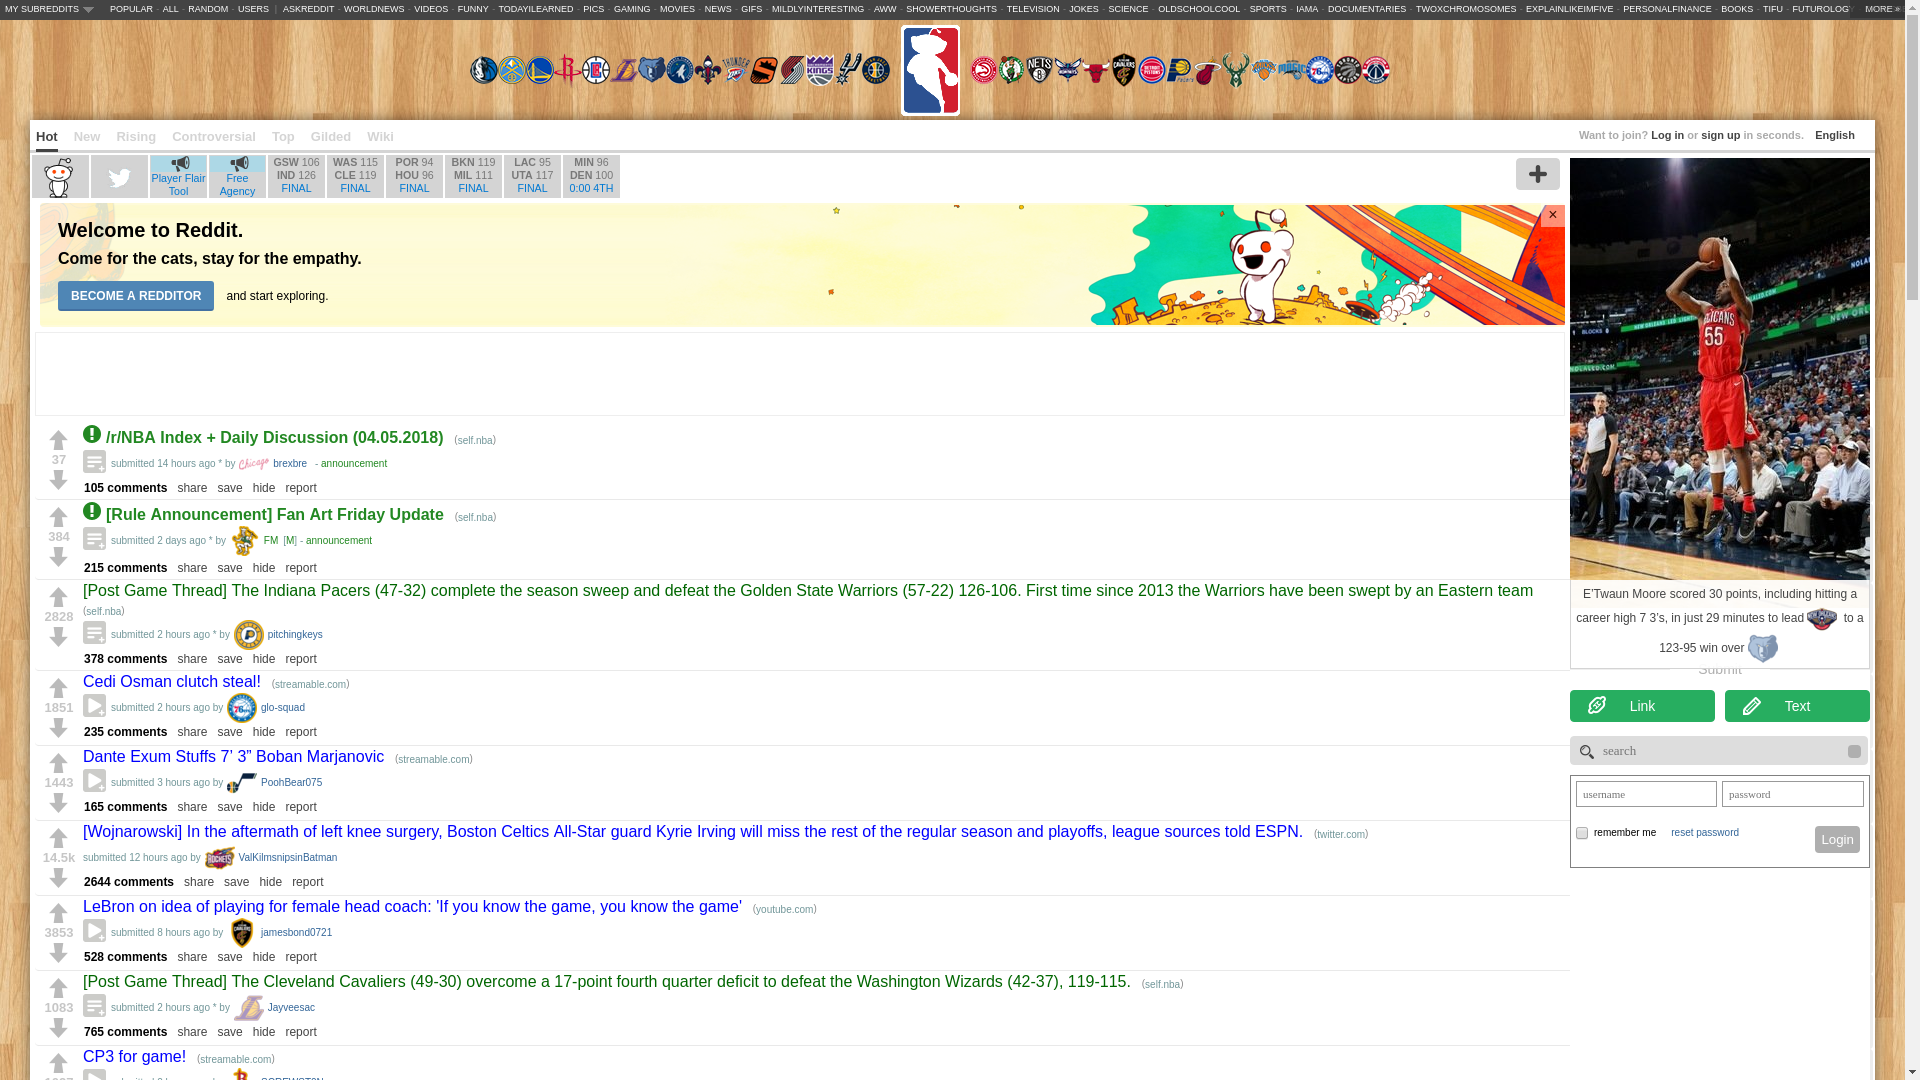 MY SUBREDDITS POPULAR - ALL - RANDOM - USERS | ASKREDDIT - WORLDNEWS - VIDEOS - FUNNY - TODAYILEARNED - PICS - GAMING - MOVIES - NEWS - GIFS - MILDLYINTERESTING - AWW - SHOWERTHOUGHTS - TELEVISION - JOKES - SCIENCE - OLDSCHOOLCOOL - SPORTS - IAMA - DOCUMENTARIES - TWOXCHROMOSOMES - EXPLAINLIKEIMFIVE - PERSONALFINANCE - BOOKS - TIFU - FUTUROLOGY MORE »
Hot New Rising Controversial Top Gilded Wiki
Want to join? Log in or sign up in seconds. English
Player Flair Tool
Free Agency
GSW 106
IND 126
FINAL
WAS 115
CLE 119
FINAL
POR 94
HOU 96
FINAL
BKN 119
MIL 111
FINAL
LAC 95
UTA 117
FINAL
MIN 96
DEN 100
0:00 4TH
Welcome to Reddit.
Come for the cats, stay for the empathy.
BECOME A REDDITOR and start exploring.
×
37
/r/NBA Index + Daily Discussion (04.05.2018) (self.nba)
submitted 14 hours ago * by Chicago brexbre - announcement
105 comments share save hide report
384
[Rule Announcement] Fan Art Friday Update (self.nba)
submitted 2 days ago * by FM [M] - announcement
215 comments share save hide report
2828
[Post Game Thread] The Indiana Pacers (47-32) complete the season sweep and defeat the Golden State Warriors (57-22) 126-106. First time since 2013 the Warriors have been swept by an Eastern team
(self.nba)
submitted 2 hours ago * by pitchingkeys
378 comments share save hide report
1851
Cedi Osman clutch steal! (streamable.com)
submitted 2 hours ago by glo-squad
235 comments share save hide report
1443
Dante Exum Stuffs 7’ 3” Boban Marjanovic (streamable.com)
submitted 3 hours ago by PoohBear075
165 comments share save hide report
14.5k
[Wojnarowski] In the aftermath of left knee surgery, Boston Celtics All-Star guard Kyrie Irving will miss the rest of the regular season and playoffs, league sources told ESPN. (twitter.com)
submitted 12 hours ago by ValKilmsnipsinBatman
2644 comments share save hide report
3853
LeBron on idea of playing for female head coach: 'If you know the game, you know the game' (youtube.com)
submitted 8 hours ago by jamesbond0721
528 comments share save hide report
1083
[Post Game Thread] The Cleveland Cavaliers (49-30) overcome a 17-point fourth quarter deficit to defeat the Washington Wizards (42-37), 119-115. (self.nba)
submitted 2 hours ago * by Jayveesac
765 comments share save hide report
CP3 for game! (streamable.com)
PELICANS
55
E'Twaun Moore scored 30 points, including hitting a
career high 7 3's, in just 29 minutes to lead to a
123-95 win over
Submit
Link
Text
search
username
password
remember me reset password
Login